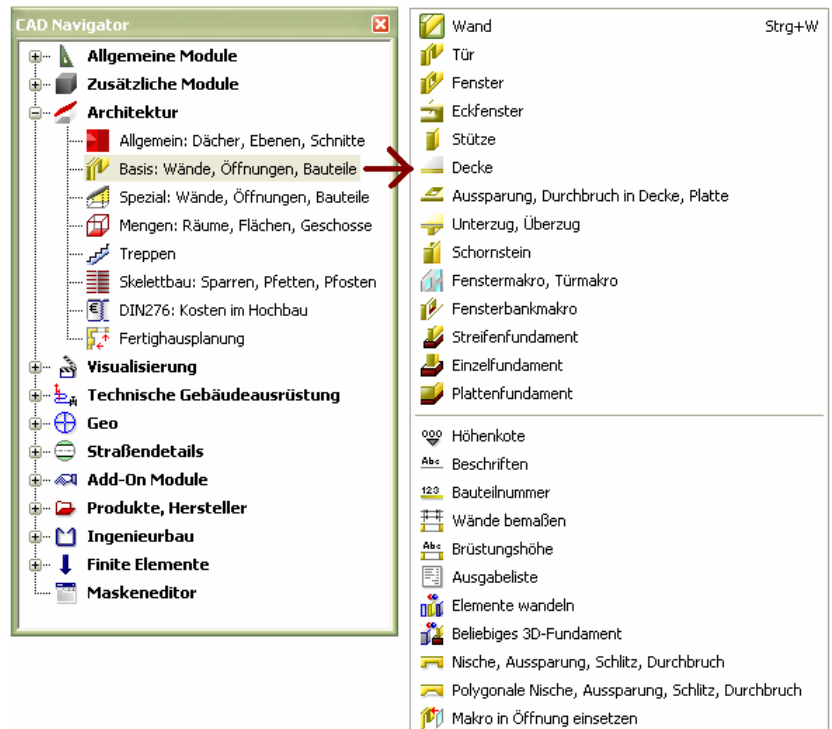 CAD Navigator
Allgemeine Module
Zusätzliche Module
Architektur
Allgemein: Dächer, Ebenen, Schnitte
Basis: Wände, Öffnungen, Bauteile
Spezial: Wände, Öffnungen, Bauteile
Mengen: Räume, Flächen, Geschosse
Treppen
Skelettbau: Sparren, Pfetten, Pfosten
DIN276: Kosten im Hochbau
Fertighausplanung
Visualisierung
Technische Gebäudeausrüstung
Geo
Straßendetails
Add-On Module
Produkte, Hersteller
Ingenieurbau
Finite Elemente
Maskeneditor
Wand Strg+W
Tür
Fenster
Eckfenster
Stütze
Decke
Aussparung, Durchbruch in Decke, Platte
Unterzug, Überzug
Schornstein
Fenstermakro, Türmakro
Fensterbankmakro
Streifenfundament
Einzelfundament
Plattenfundament
Höhenkote
Abc Beschriften
123 Bauteilnummer
Wände bemaßen
Abc Brüstungshöhe
Ausgabeliste
Elemente wandeln
Beliebiges 3D-Fundament
Nische, Aussparung, Schlitz, Durchbruch
Polygonale Nische, Aussparung, Schlitz, Durchbruch
Makro in Öffnung einsetzen